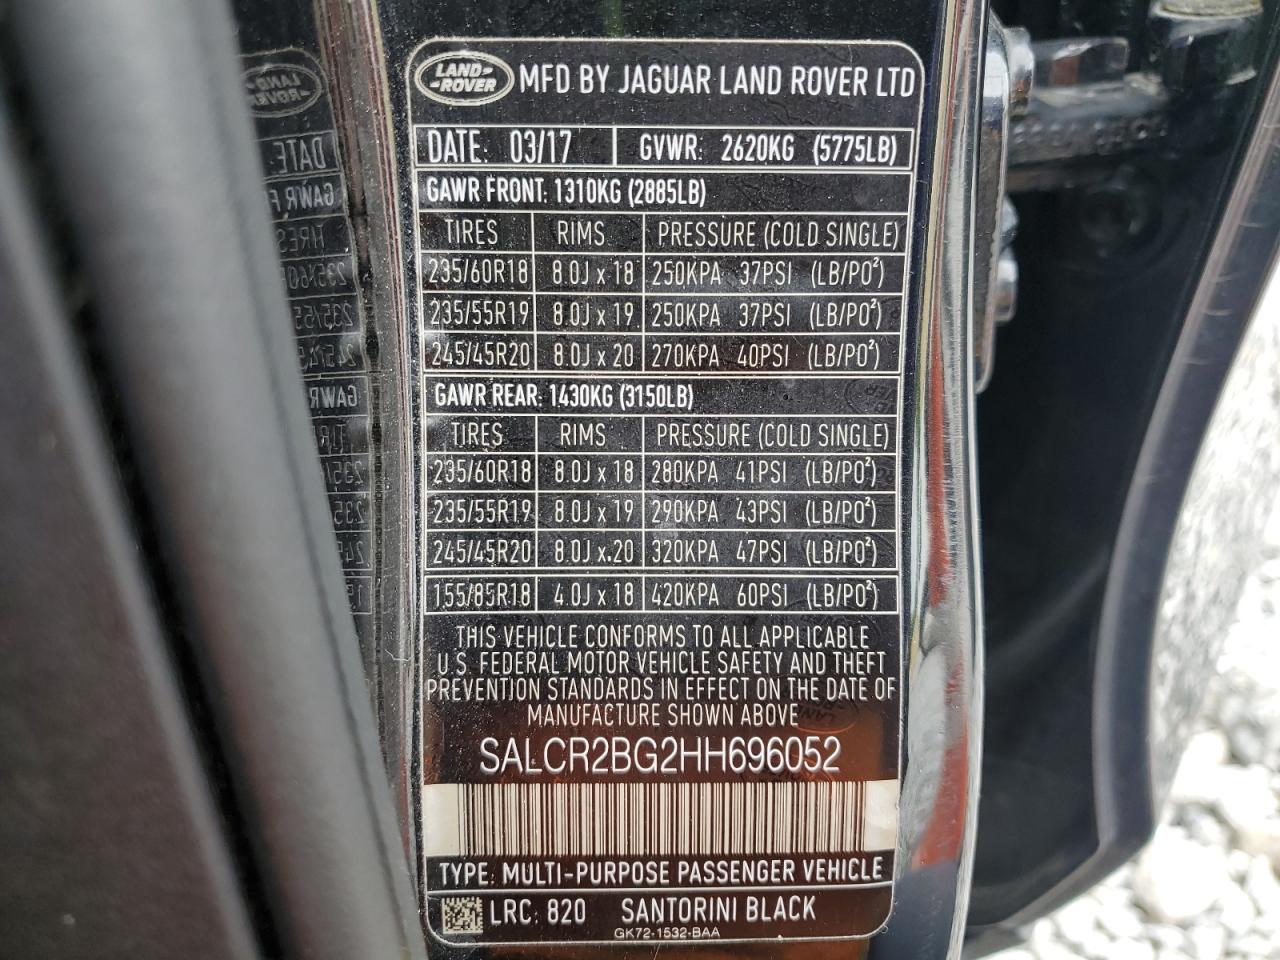 LAND-
-ROVER
MFD BY JAGUAR LAND ROVER LTD
DATE: 03/17 GVWR: 2620KG (5775LB)
GAWR FRONT: 1310KG (2885LB)
TIRES RIMS PRESSURE (COLD SINGLE)
235/60R18 8.0J x 18 250KPA 37PSI (LB/PO²)
235/55R19 8.0J x 19 250KPA 37PSI (LB/PO²)
245/45R20 8.0J x 20 270KPA 40PSI (LB/PO²)
GAWR REAR: 1430KG (3150LB)
TIRES RIMS PRESSURE (COLD SINGLE)
235/60R18 8.0J x 18 280KPA 41PSI (LB/PO²)
235/55R19 8.0J x 19 290KPA 43PSI (LB/PO²)
245/45R20 8.0J x 20 320KPA 47PSI (LB/PO²)
155/85R18 4.0J x 18 420KPA 60PSI (LB/PO²)
THIS VEHICLE CONFORMS TO ALL APPLICABLE
U.S. FEDERAL MOTOR VEHICLE SAFETY AND THEFT
PREVENTION STANDARDS IN EFFECT ON THE DATE OF
MANUFACTURE SHOWN ABOVE
SALCR2BG2HH696052
TYPE: MULTI-PURPOSE PASSENGER VEHICLE
LRC: 820 SANTORINI BLACK
GK72-1532-BAA